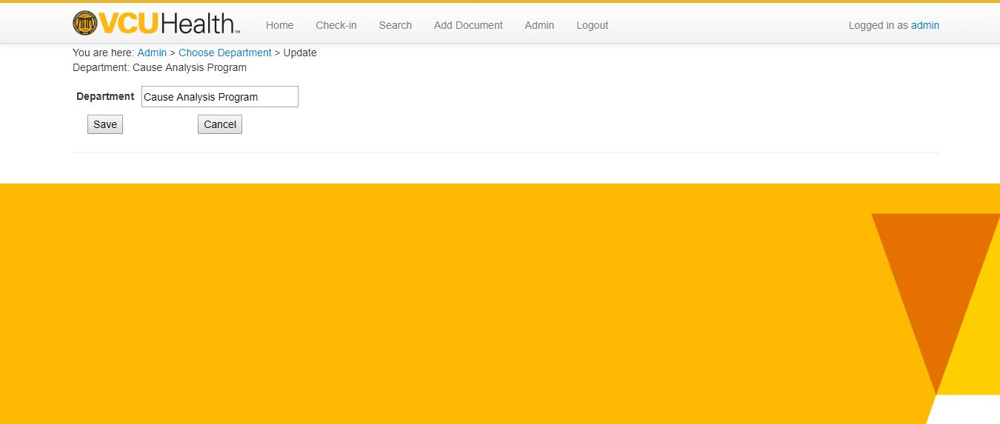 VCUHealth™ Home Check-in Search Add Document Admin Logout Logged in as admin
You are here: Admin > Choose Department > Update
Department: Cause Analysis Program
Department Cause Analysis Program
Save Cancel